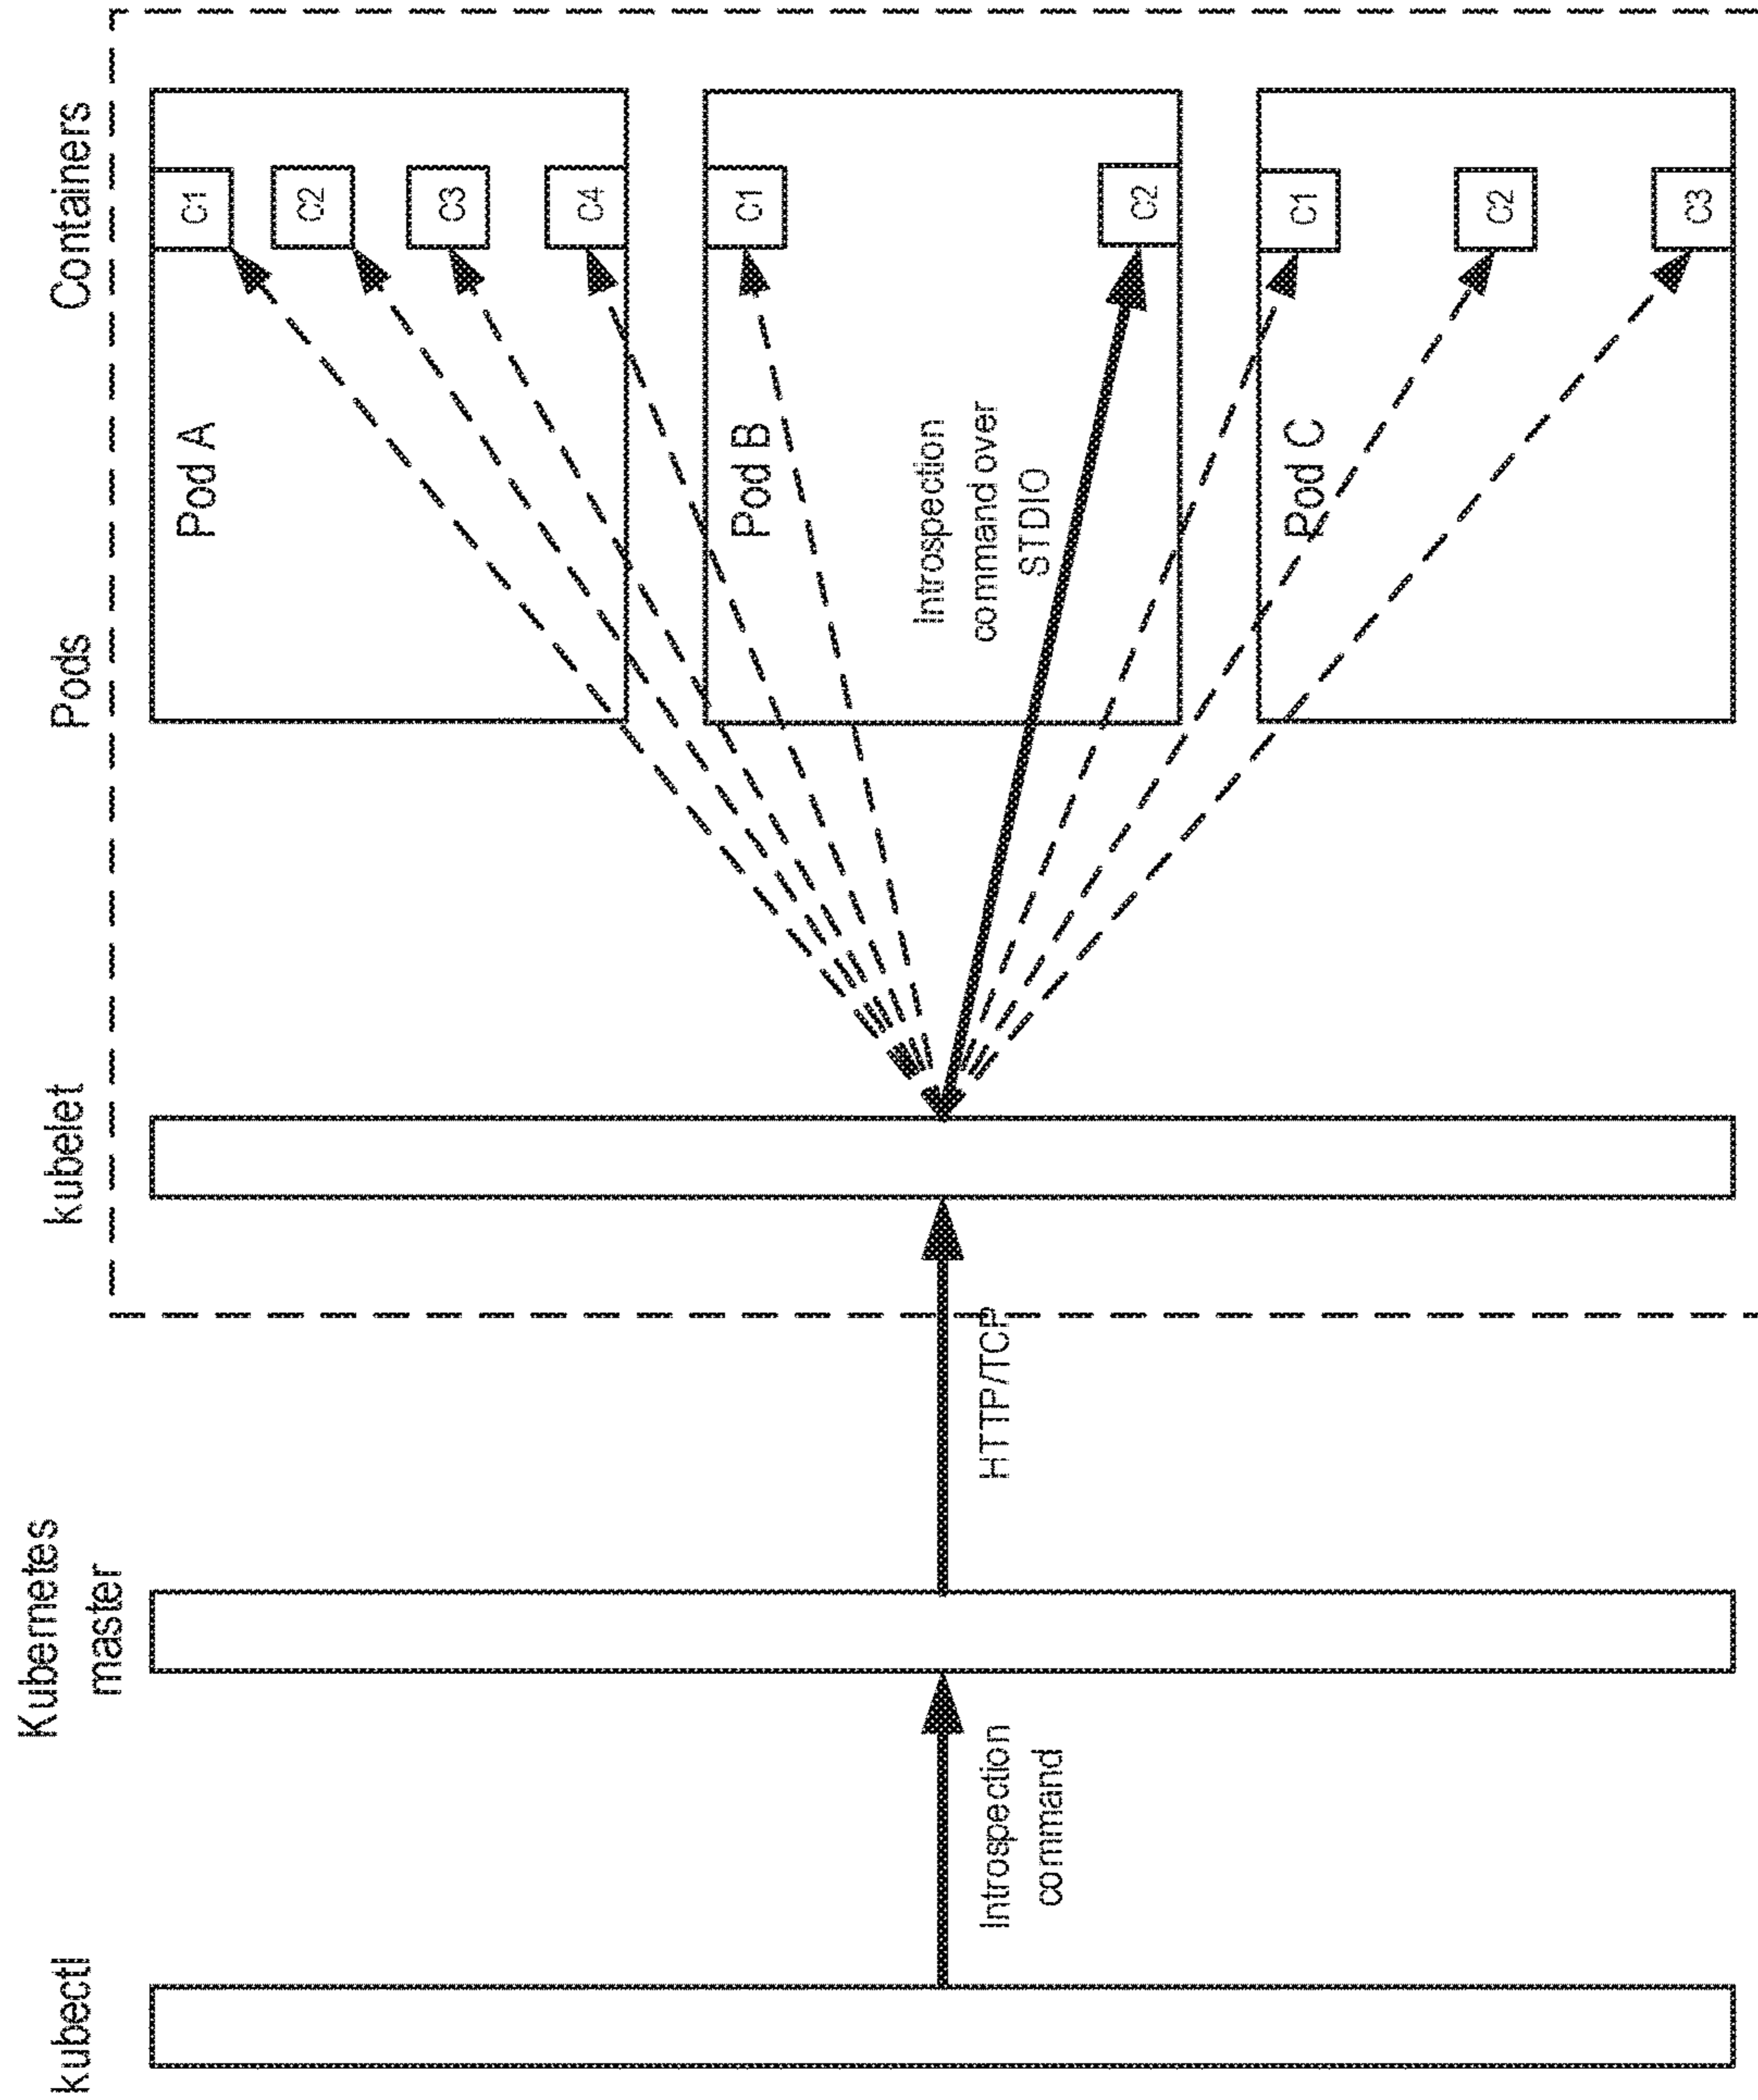 kubectl
Kubernetes
master
kubelet
Pods
Containers
Introspection
command
HTTP/TCP
Pod A
C1
C2
C3
C4
Pod B
C1
Introspection
command over
STDIO
C2
Pod C
C1
C2
C3